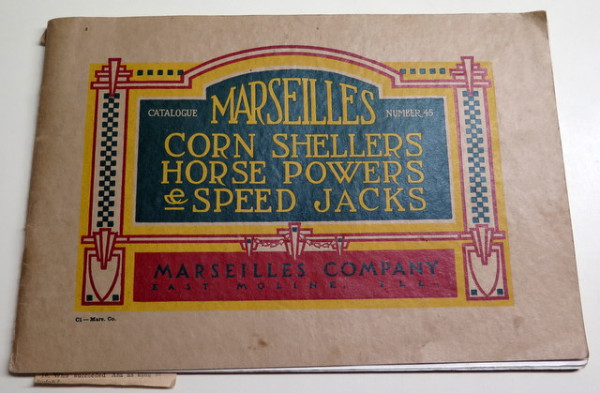 CATALOGUE MARSEILLES NUMBER 45
CORN SHELLERS
HORSE POWERS
& SPEED JACKS
MARSEILLES COMPANY
EAST MOLINE, ILL.
C1—Mars. Co.